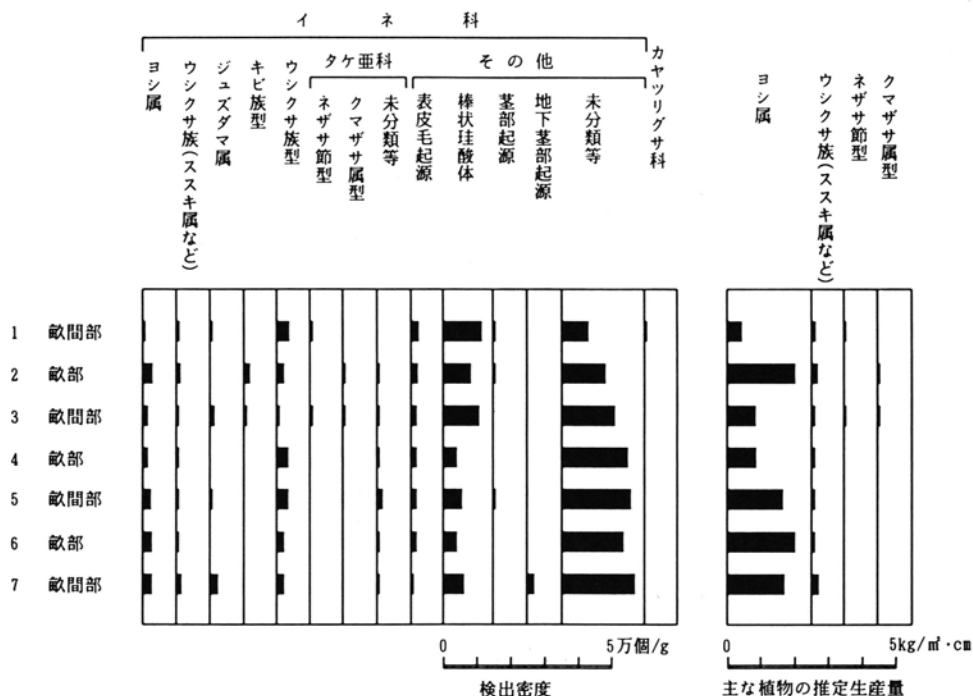 イネ科
タケ亜科
その他
ヨシ属
ウシクサ族(ススキ属など)
ジュズダマ属
キビ族型
ウシクサ族型
ネザサ節型
クマザサ属型
未分類等
表皮毛起源
棒状珪酸体
茎部起源
地下茎部起源
未分類等
カヤツリグサ科
ヨシ属
ウシクサ族(ススキ属など)
ネザサ節型
クマザサ属型
1 畝間部
2 畝部
3 畝間部
4 畝部
5 畝間部
6 畝部
7 畝間部
0 5万個/g
検出密度
0 5kg/㎡・cm
主な植物の推定生産量